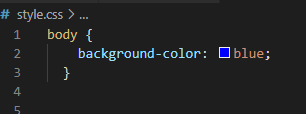 # style.css > ...
1 body {
2 background-color: blue;
3 }
4
5